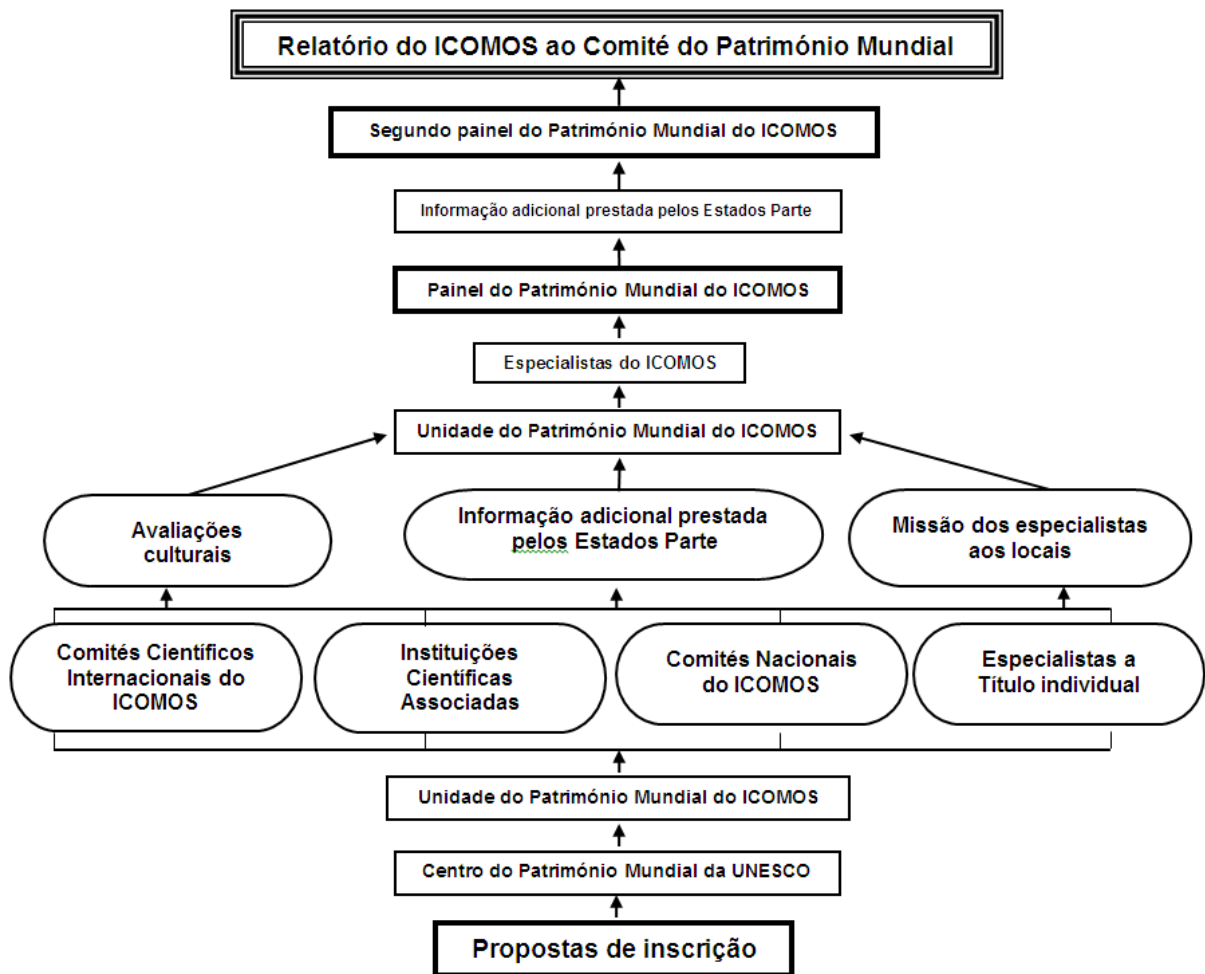 Relatório do ICOMOS ao Comité do Património Mundial
Segundo painel do Património Mundial do ICOMOS
Informação adicional prestada pelos Estados Parte
Painel do Património Mundial do ICOMOS
Especialistas do ICOMOS
Unidade do Património Mundial do ICOMOS
Avaliações
culturais
Informação adicional prestada
pelos Estados Parte
Missão dos especialistas
aos locais
Comités Científicos
Internacionais do
ICOMOS
Instituições
Científicas
Associadas
Comités Nacionais
do ICOMOS
Especialistas a
Título individual
Unidade do Património Mundial do ICOMOS
Centro do Património Mundial da UNESCO
Propostas de inscrição